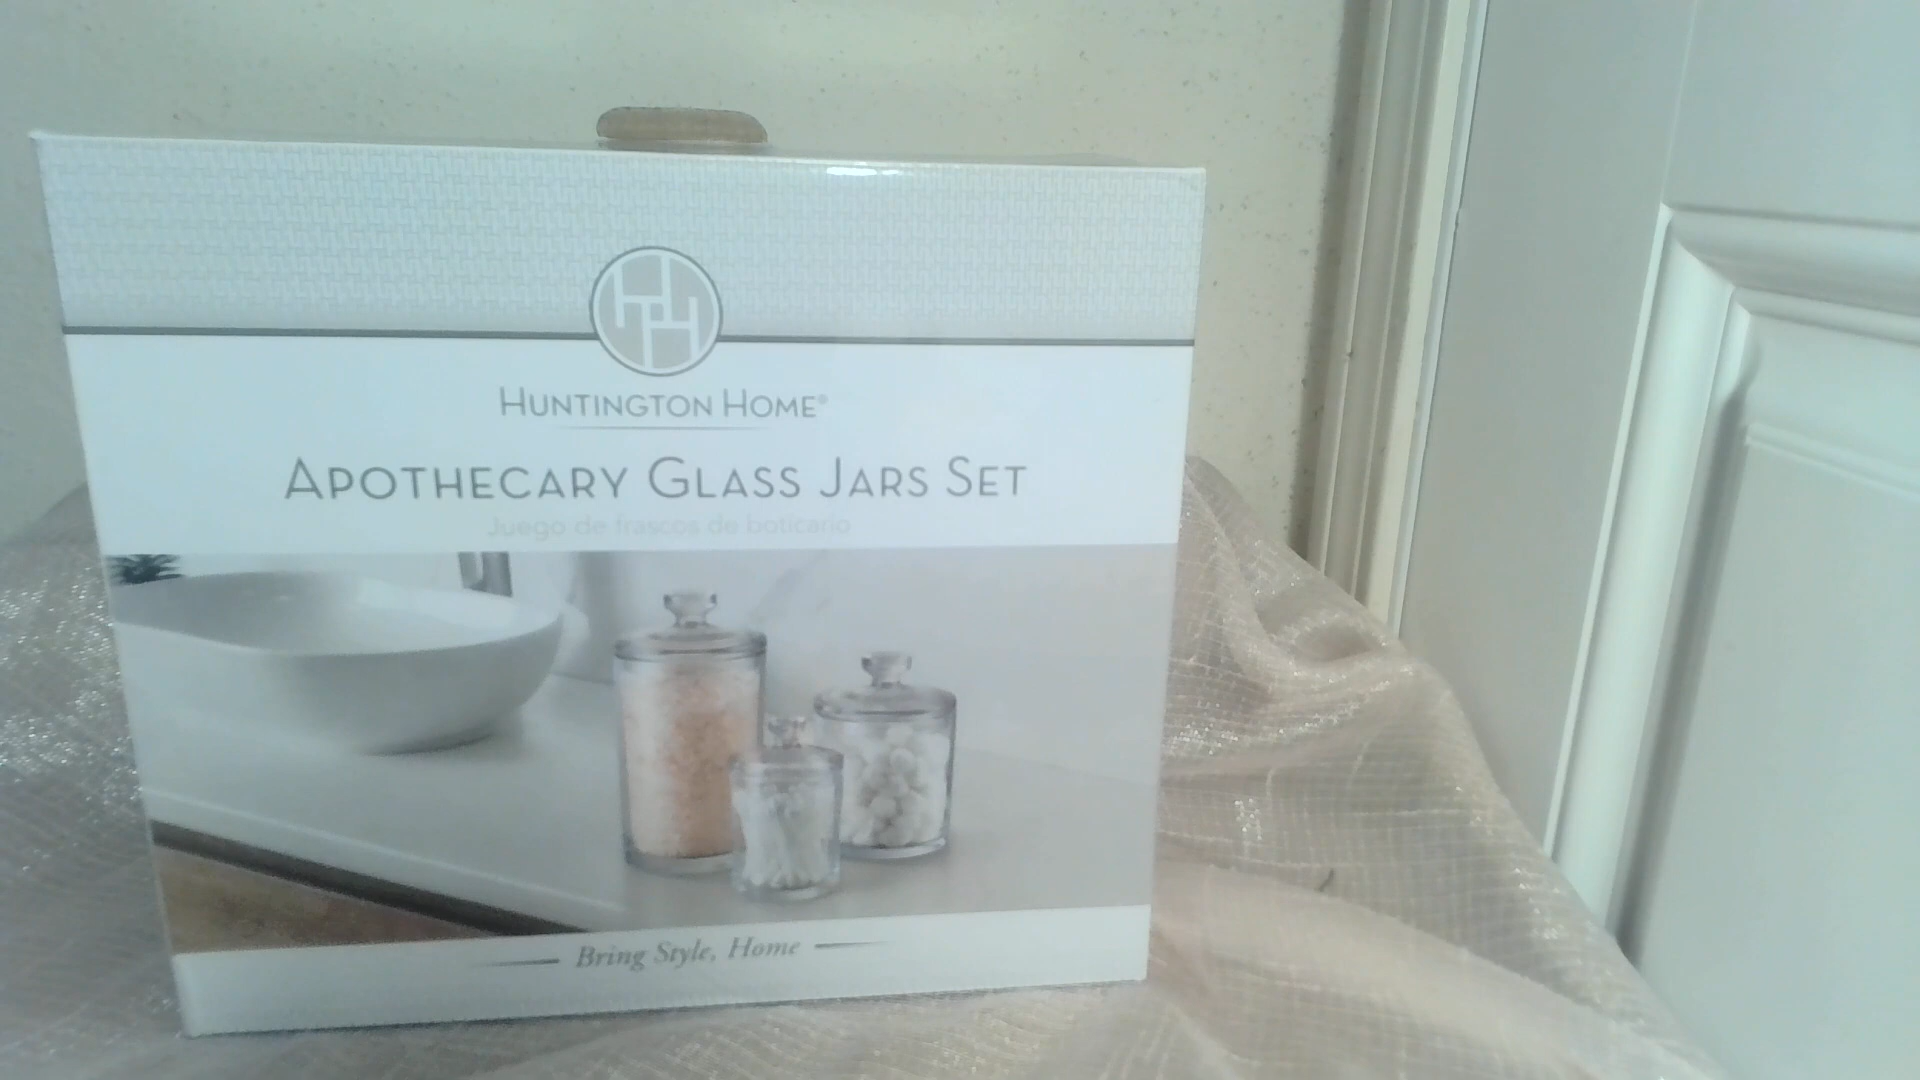 HUNTINGTON HOME®
APOTHECARY GLASS JARS SET
Juego de frascos de boticario
Bring Style, Home